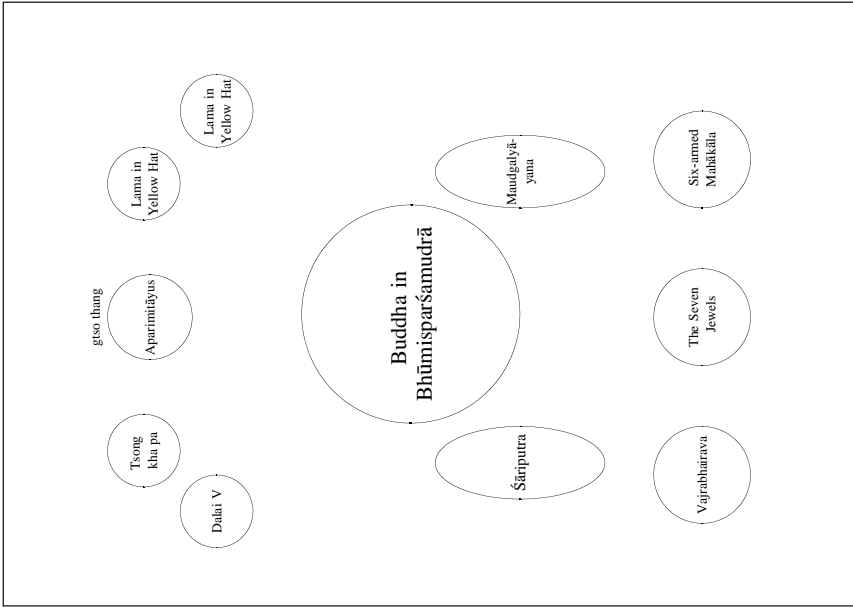 gtso thang
Tsong
kha pa
Aparimitāyus
Lama in
Yellow Hat
Dalai V
Lama in
Yellow Hat
Buddha in
Bhūmisparśamudrā
Śāriputra
Maudgalyā-
yana
Vajrabhairava
The Seven
Jewels
Six-armed
Mahākāla